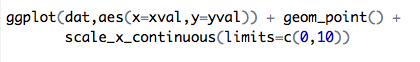 ggplot(dat,aes(x=xval,y=yval)) + geom_point() +
scale_x_continuous(limits=c(0,10))